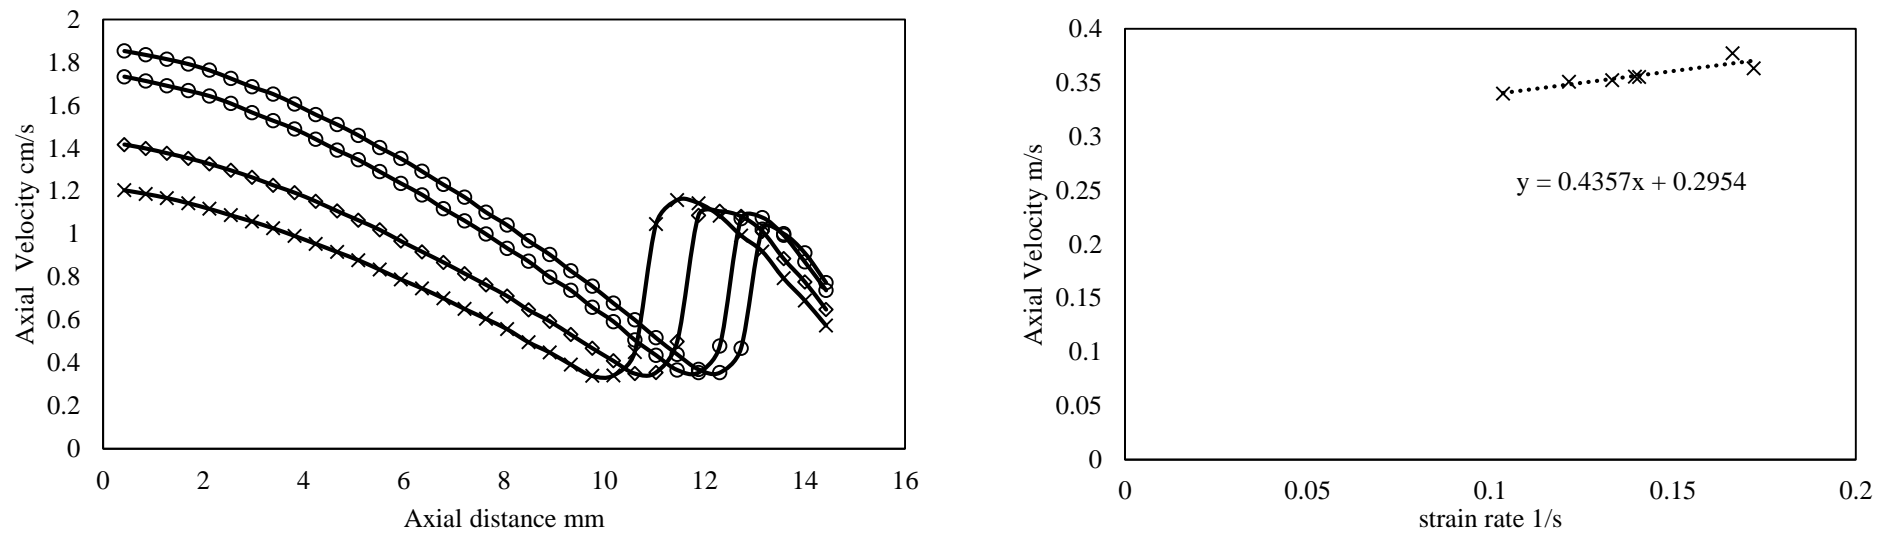 2
1.8
1.6
1.4
1.2
1
0.8
0.6
0.4
0.2
0
Axial Velocity cm/s
0 2 4 6 8 10 12 14 16
Axial distance mm
0.4
0.35
0.3
0.25
0.2
0.15
0.1
0.05
0
Axial Velocity m/s
y = 0.4357x + 0.2954
0 0.05 0.1 0.15 0.2
strain rate 1/s